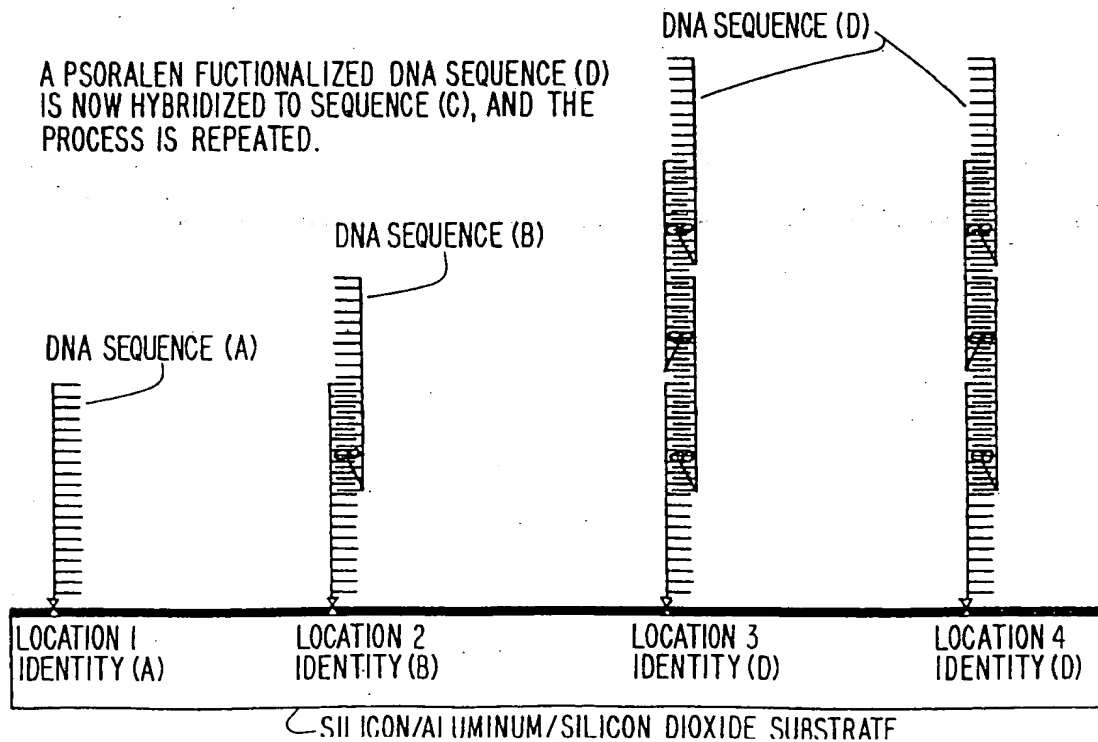 DNA SEQUENCE (D)
A PSORALEN FUCTIONALIZED DNA SEQUENCE (D)
IS NOW HYBRIDIZED TO SEQUENCE (C), AND THE
PROCESS IS REPEATED.
DNA SEQUENCE (B)
DNA SEQUENCE (A)
LOCATION 1
IDENTITY (A)
LOCATION 2
IDENTITY (B)
LOCATION 3
IDENTITY (D)
LOCATION 4
IDENTITY (D)
SILICON/ALUMINUM/SILICON DIOXIDE SUBSTRATE